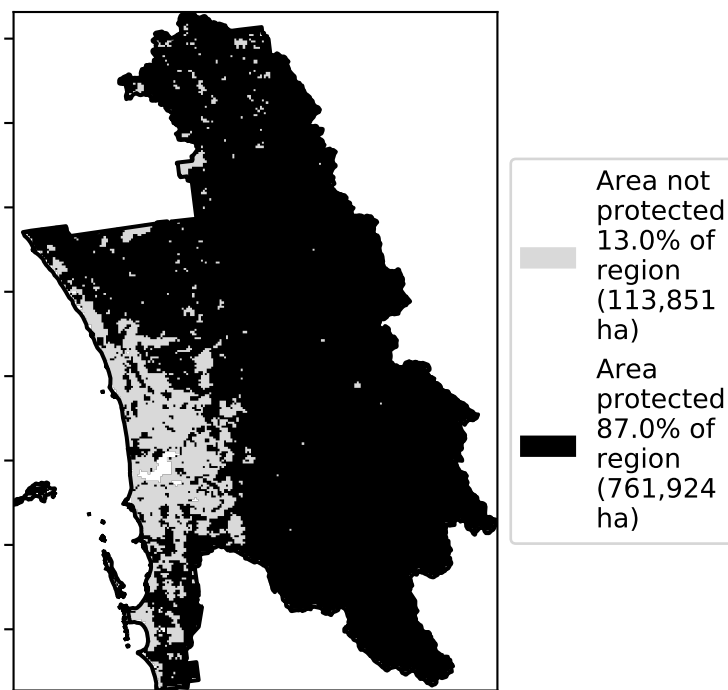 Area not
protected
13.0% of
region
(113,851
ha)
Area
protected
87.0% of
region
(761,924
ha)